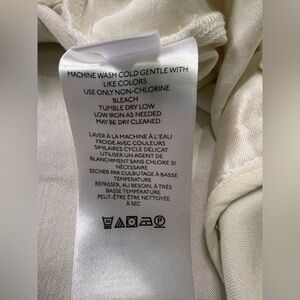 MACHINE WASH COLD GENTLE WITH
LIKE COLORS
USE ONLY NON-CHLORINE
BLEACH
TUMBLE DRY LOW
LOW IRON AS NEEDED
MAY BE DRY CLEANED
LAVER À LA MACHINE À L'EAU
FROIDE AVEC COULEURS
SIMILAIRES CYCLE DÉLICAT
UTILISER UN AGENT DE
BLANCHIMENT SANS CHLORE SI
NÉCESSAIRE.
SECHER PAR CULBUTAGE À BASSE
TEMPÉRATURE
REPASSER, AU BESOIN, À TRÈS
BASSE TEMPÉRATURE
PEUT-ÊTRE ÊTRE NETTOYÉE
À SEC